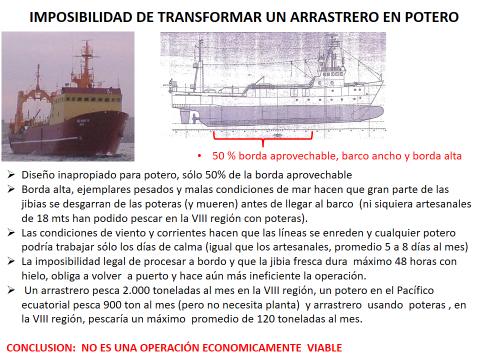 IMPOSIBILIDAD DE TRANSFORMAR UN ARRASTRERO EN POTERO
• 50 % borda aprovechable, barco ancho y borda alta
➢ Diseño inapropiado para potero, sólo 50% de la borda aprovechable
➢ Borda alta, ejemplares pesados y malas condiciones de mar hacen que gran parte de las
jibias se desgarran de las poteras (y mueren) antes de llegar al barco (ni siquiera artesanales
de 18 mts han podido pescar en la VIII región con poteras).
➢ Las condiciones de viento y corrientes hacen que las líneas se enreden y cualquier potero
podría trabajar sólo los días de calma (igual que los artesanales, promedio 5 a 8 días al mes)
➢ La imposibilidad legal de procesar a bordo y que la jibia fresca dura máximo 48 horas con
hielo, obliga a volver a puerto y hace aún más ineficiente la operación.
➢ Un arrastrero pesca 2.000 toneladas al mes en la VIII región, un potero en el Pacífico
ecuatorial pesca 900 ton al mes (pero no necesita planta) y arrastrero usando poteras , en
la VIII región, pescaría un máximo promedio de 120 toneladas al mes.
CONCLUSION: NO ES UNA OPERACIÓN ECONOMICAMENTE VIABLE